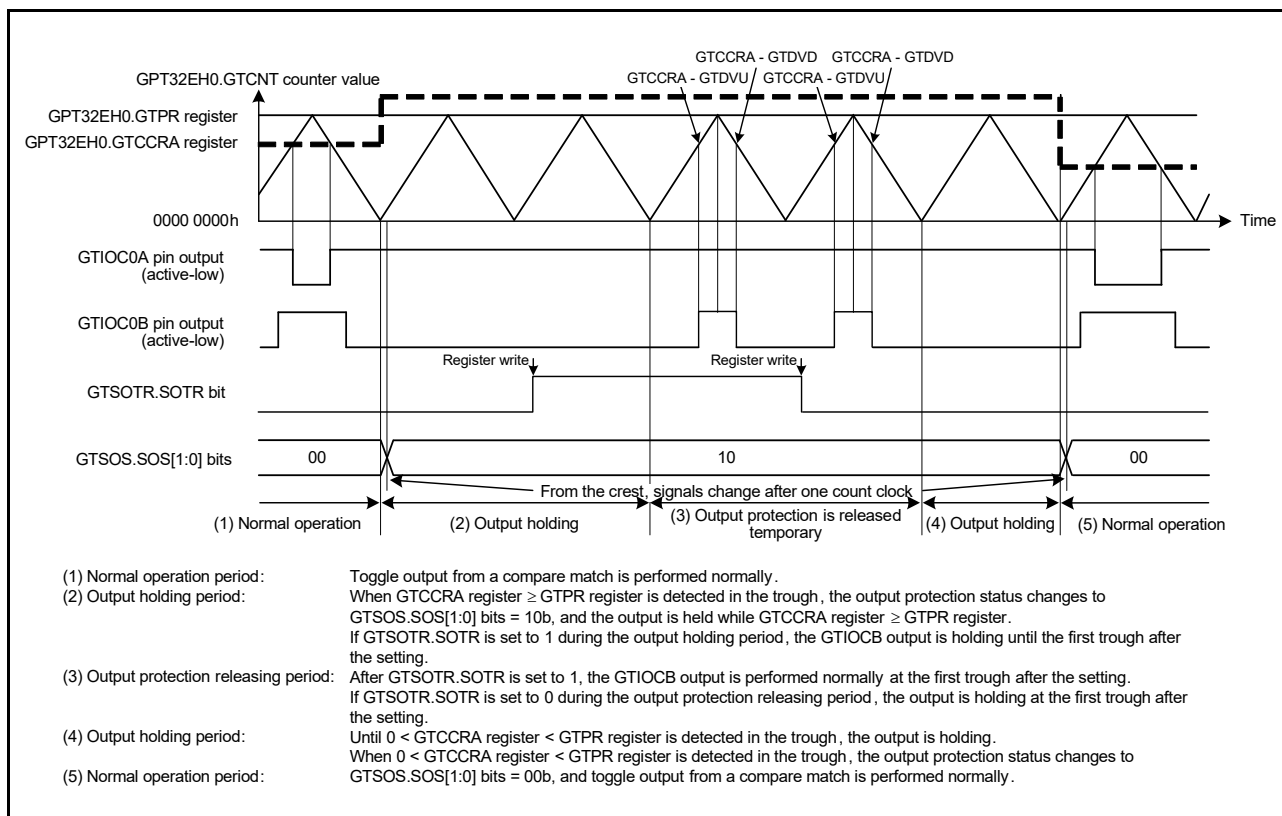 GTCCRA - GTDVD GTCCRA - GTDVD
GPT32EH0.GTCNT counter value
GTCCRA - GTDVU GTCCRA - GTDVU
GPT32EH0.GTPR register
GPT32EH0.GTCCRA register
0000 0000h
Time
GTIOC0A pin output
(active-low)
GTIOC0B pin output
(active-low)
Register write
Register write
GTSOTR.SOTR bit
GTSOS.SOS[1:0] bits
00
10
00
From the crest, signals change after one count clock
(1) Normal operation
(2) Output holding
(3) Output protection is released
temporary
(4) Output holding
(5) Normal operation
(1) Normal operation period: Toggle output from a compare match is performed normally.
(2) Output holding period: When GTCCRA register ≥ GTPR register is detected in the trough, the output protection status changes to
GTSOS.SOS[1:0] bits = 10b, and the output is held while GTCCRA register ≥ GTPR register.
If GTSOTR.SOTR is set to 1 during the output holding period, the GTIOCB output is holding until the first trough after
the setting.
(3) Output protection releasing period: After GTSOTR.SOTR is set to 1, the GTIOCB output is performed normally at the first trough after the setting.
If GTSOTR.SOTR is set to 0 during the output protection releasing period, the output is holding at the first trough after
the setting.
(4) Output holding period: Until 0 < GTCCRA register < GTPR register is detected in the trough, the output is holding.
When 0 < GTCCRA register < GTPR register is detected in the trough, the output protection status changes to
(5) Normal operation period: GTSOS.SOS[1:0] bits = 00b, and toggle output from a compare match is performed normally.